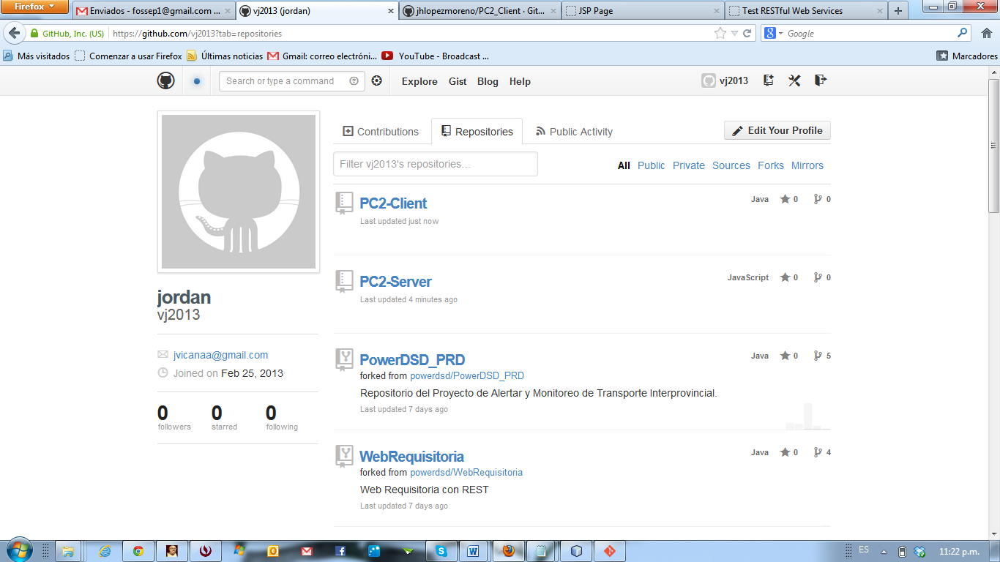 Firefox
Enviados - fossep1@gmail.com ...
vj2013 (jordan)
jhlopezmoreno/PC2_Client · Git...
JSP Page
Test RESTful Web Services
GitHub, Inc. (US)
https://github.com/vj2013?tab=repositories
Google
Más visitados
Comenzar a usar Firefox
Últimas noticias
Gmail: correo electróni...
YouTube - Broadcast ...
Marcadores
Search or type a command
Explore
Gist
Blog
Help
vj2013
Contributions
Repositories
Public Activity
Edit Your Profile
Filter vj2013's repositories...
All
Public
Private
Sources
Forks
Mirrors
PC2-Client
Java
0
0
Last updated just now
PC2-Server
JavaScript
0
0
Last updated 4 minutes ago
jordan
vj2013
jvicanaa@gmail.com
Joined on Feb 25, 2013
0
followers
0
starred
0
following
PowerDSD_PRD
Java
0
5
forked from powerdsd/PowerDSD_PRD
Repositorio del Proyecto de Alertar y Monitoreo de Transporte Interprovincial.
Last updated 7 days ago
WebRequisitoria
Java
0
4
forked from powerdsd/WebRequisitoria
Web Requisitoria con REST
Last updated 7 days ago
ES
11:22 p.m.